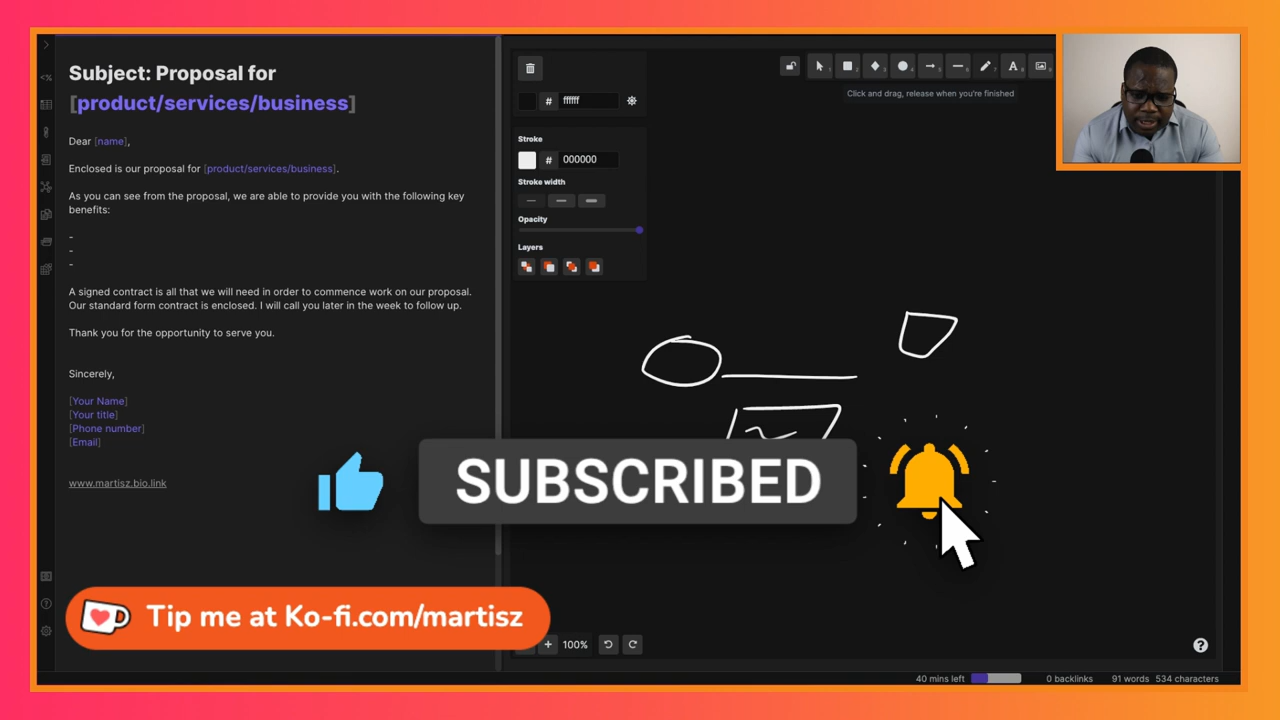 Subject: Proposal for
[product/services/business]
Dear [name],
Enclosed is our proposal for [product/services/business].
As you can see from the proposal, we are able to provide you with the following key
benefits:
-
-
-
A signed contract is all that we will need in order to commence work on our proposal.
Our standard form contract is enclosed. I will call you later in the week to follow up.
Thank you for the opportunity to serve you.
Sincerely,
[Your Name]
[Your title]
[Phone number]
[Email]
www.martisz.bio.link
# ffffff
Stroke
# 000000
Stroke width
Opacity
Layers
A
Click and drag, release when you're finished
SUBSCRIBED
Tip me at Ko-fi.com/martisz
+ 100%
?
40 mins left 0 backlinks 91 words 534 characters